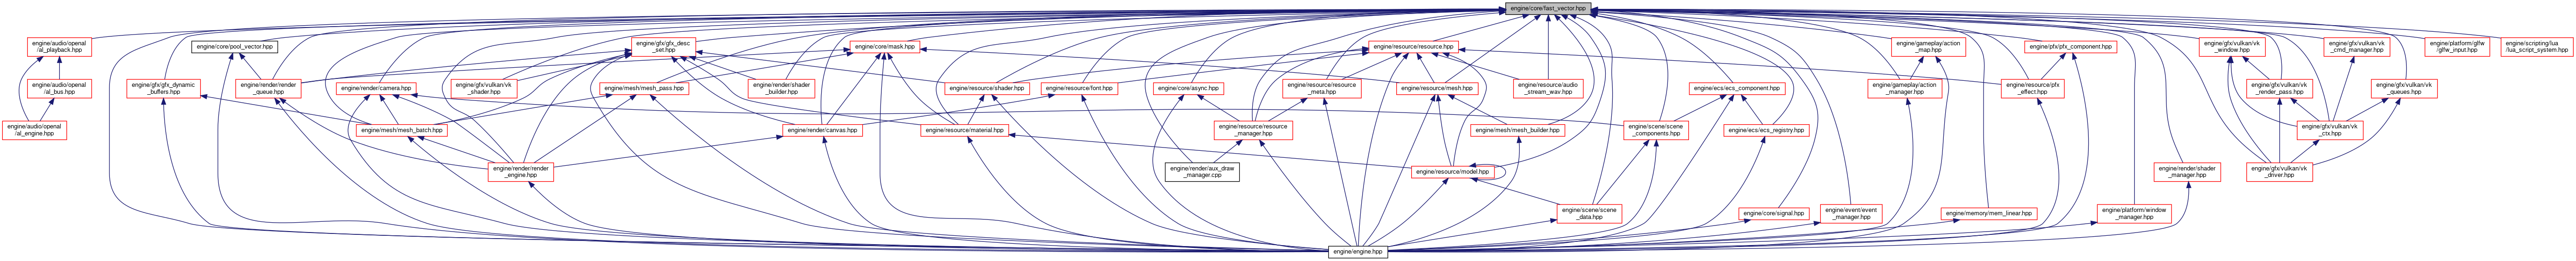 engine/core/fast_vector.hpp
engine/audio/openal
/al_playback.hpp
engine/core/pool_vector.hpp
engine/gfx/gfx_desc
_set.hpp
engine/core/mask.hpp
engine/resource/resource.hpp
engine/gameplay/action
_map.hpp
engine/pfx/pfx_component.hpp
engine/gfx/vulkan/vk
_window.hpp
engine/gfx/vulkan/vk
_cmd_manager.hpp
engine/platform/glfw
/glfw_input.hpp
engine/scripting/lua
/lua_script_system.hpp
engine/audio/openal
/al_bus.hpp
engine/gfx/gfx_dynamic
_buffers.hpp
engine/render/render
_queue.hpp
engine/render/camera.hpp
engine/gfx/vulkan/vk
_shader.hpp
engine/mesh/mesh_pass.hpp
engine/render/shader
_builder.hpp
engine/resource/shader.hpp
engine/resource/font.hpp
engine/core/async.hpp
engine/resource/resource
_meta.hpp
engine/resource/mesh.hpp
engine/resource/audio
_stream_wav.hpp
engine/ecs/ecs_component.hpp
engine/gameplay/action
_manager.hpp
engine/resource/pfx
_effect.hpp
engine/gfx/vulkan/vk
_render_pass.hpp
engine/gfx/vulkan/vk
_queues.hpp
engine/audio/openal
/al_engine.hpp
engine/mesh/mesh_batch.hpp
engine/render/canvas.hpp
engine/resource/material.hpp
engine/resource/resource
_manager.hpp
engine/mesh/mesh_builder.hpp
engine/scene/scene
_components.hpp
engine/ecs/ecs_registry.hpp
engine/gfx/vulkan/vk
_ctx.hpp
engine/render/render
_engine.hpp
engine/render/aux_draw
_manager.cpp
engine/resource/model.hpp
engine/render/shader
_manager.hpp
engine/gfx/vulkan/vk
_driver.hpp
engine/scene/scene
_data.hpp
engine/core/signal.hpp
engine/event/event
_manager.hpp
engine/memory/mem_linear.hpp
engine/platform/window
_manager.hpp
engine/engine.hpp